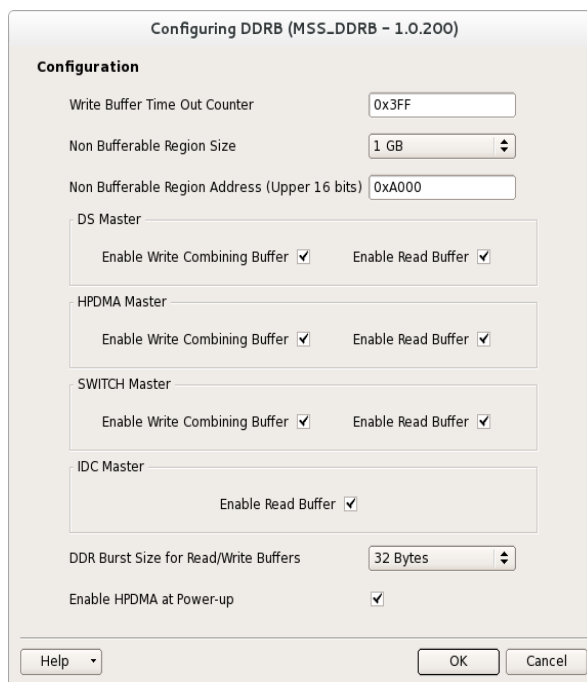 Configuring DDRB (MSS_DDRB - 1.0.200)
Configuration
Write Buffer Time Out Counter 0x3FF
Non Bufferable Region Size 1 GB
Non Bufferable Region Address (Upper 16 bits) 0xA000
DS Master
Enable Write Combining Buffer Enable Read Buffer
HPDMA Master
Enable Write Combining Buffer Enable Read Buffer
SWITCH Master
Enable Write Combining Buffer Enable Read Buffer
IDC Master
Enable Read Buffer
DDR Burst Size for Read/Write Buffers 32 Bytes
Enable HPDMA at Power-up
Help OK Cancel